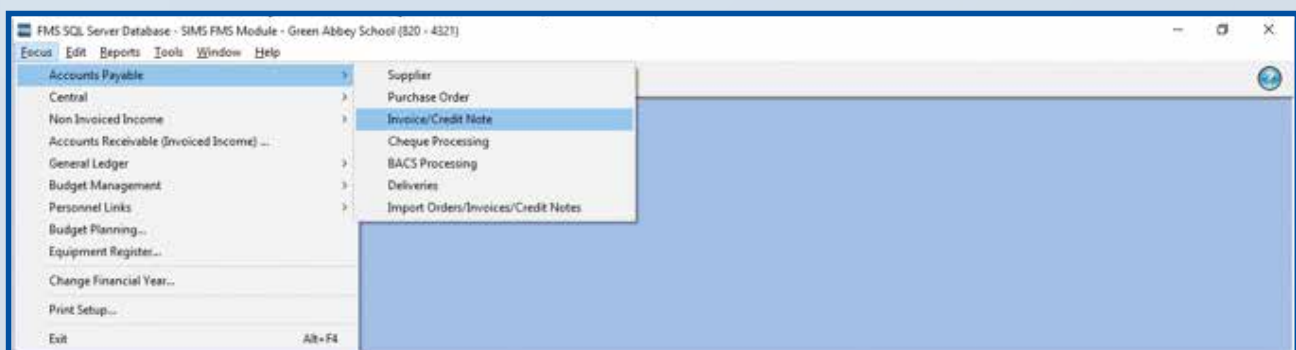 FMS SQL Server Database - SIMS FMS Module - Green Abbey School (820 - 4321)
Focus Edit Reports Tools Window Help
Accounts Payable
Central
Non Invoiced Income
Accounts Receivable (Invoiced Income) ...
General Ledger
Budget Management
Personnel Links
Budget Planning...
Equipment Register...
Change Financial Year...
Print Setup...
Exit Alt+F4
Supplier
Purchase Order
Invoice/Credit Note
Cheque Processing
BACS Processing
Deliveries
Import Orders/Invoices/Credit Notes